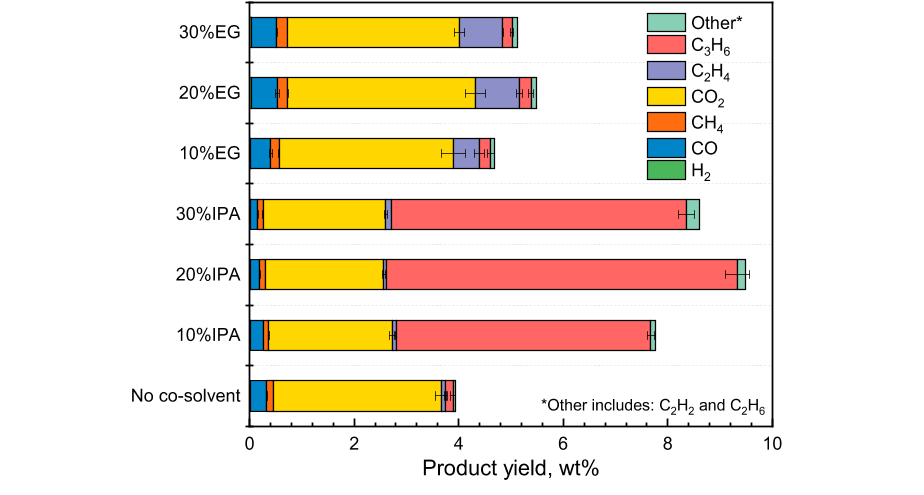 30%EG
20%EG
10%EG
30%IPA
20%IPA
10%IPA
No co-solvent
Other*
C₃H₆
C₂H₄
CO₂
CH₄
CO
H₂
*Other includes: C₂H₂ and C₂H₆
0 2 4 6 8 10
Product yield, wt%